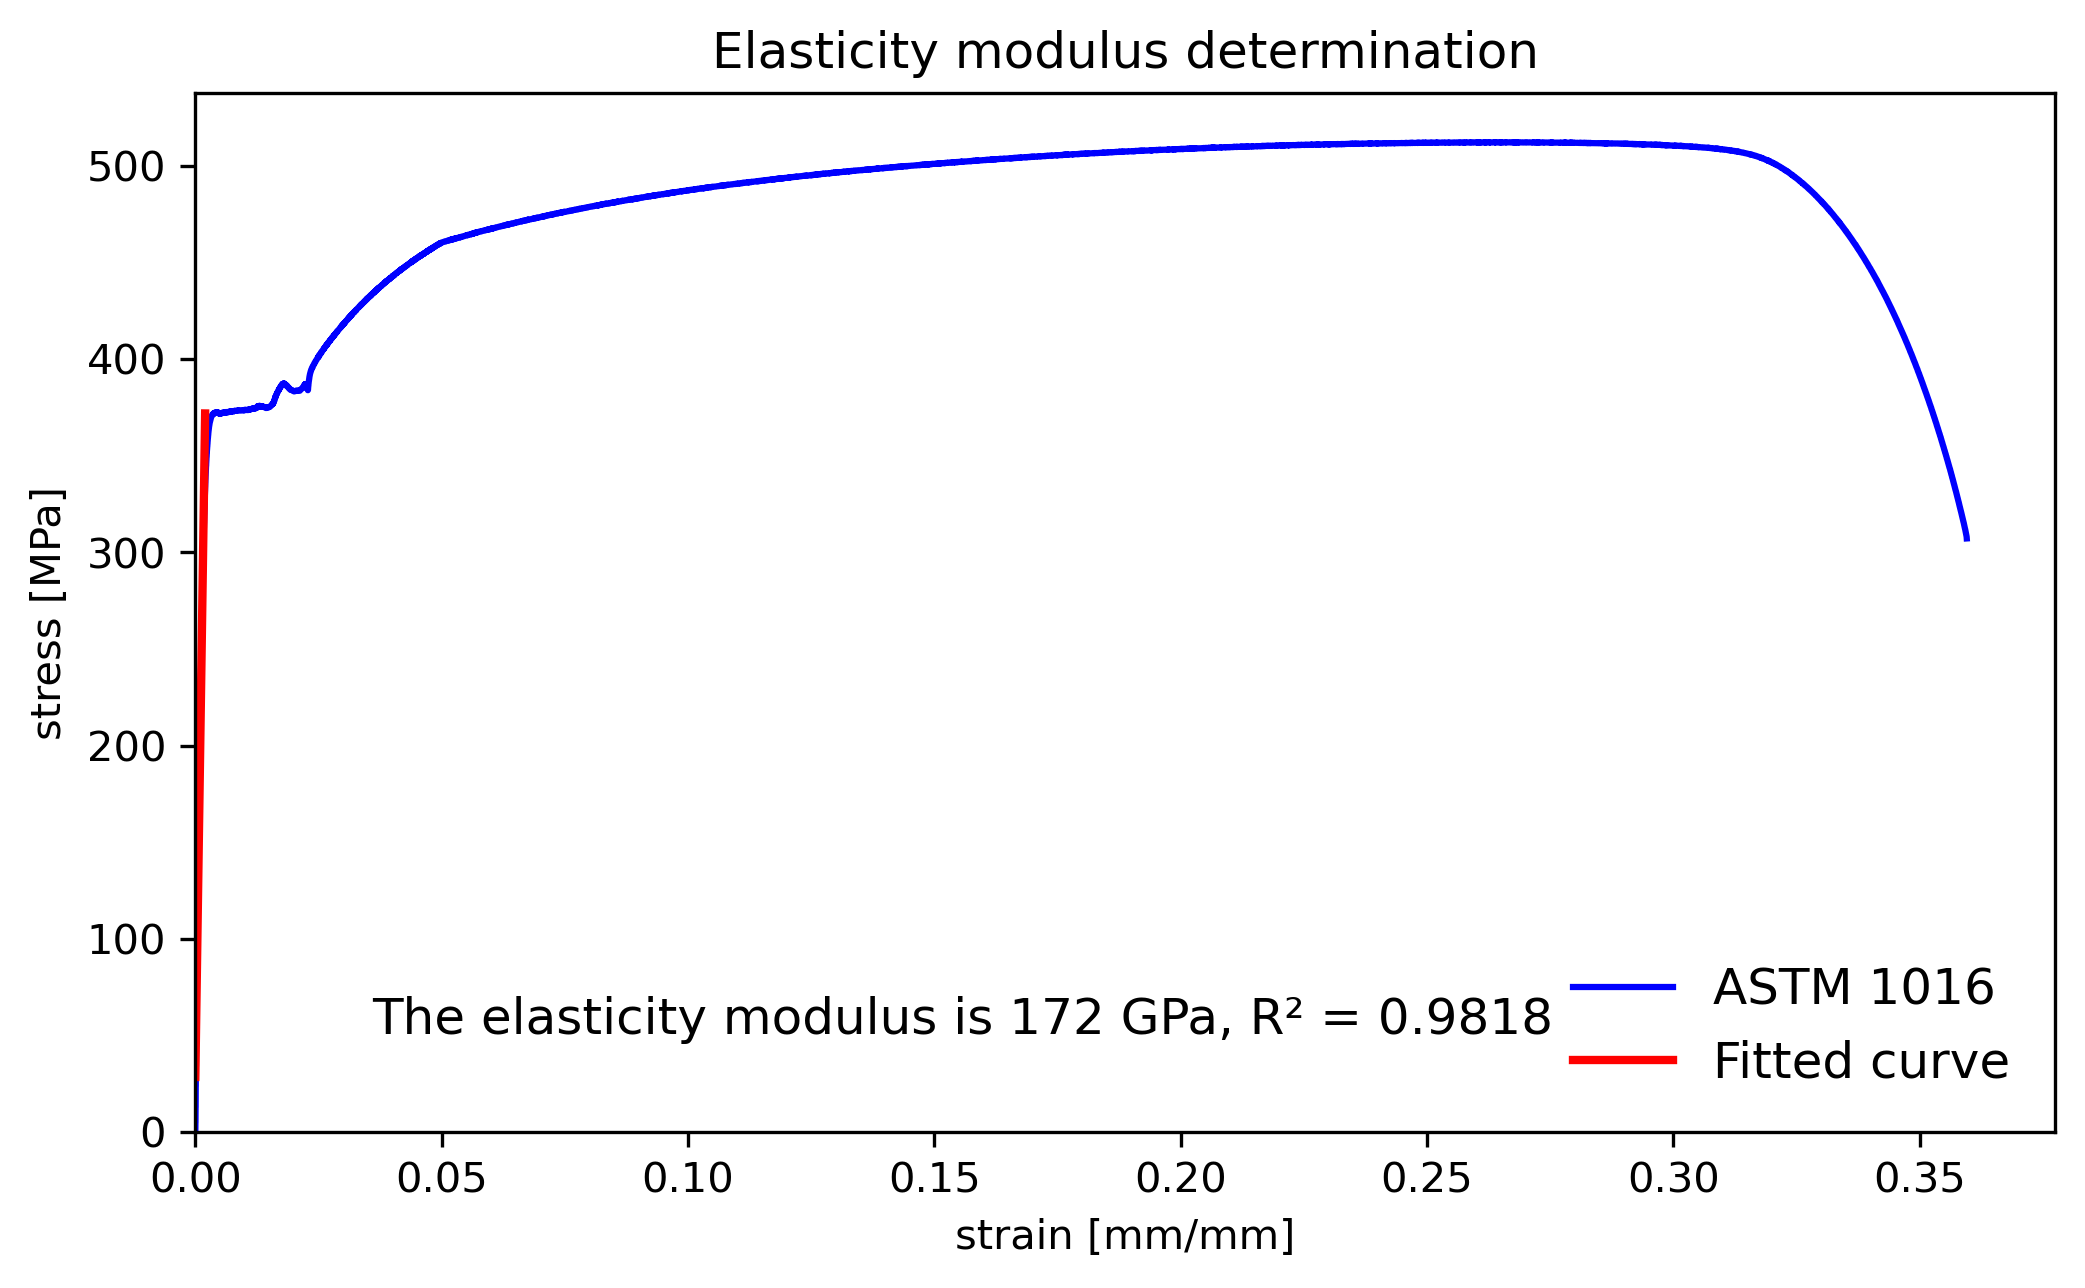 Elasticity modulus determination
stress [MPa]
500
400
300
200
100
0
The elasticity modulus is 172 GPa, R² = 0.9818
ASTM 1016
Fitted curve
0.00 0.05 0.10 0.15 0.20 0.25 0.30 0.35
strain [mm/mm]